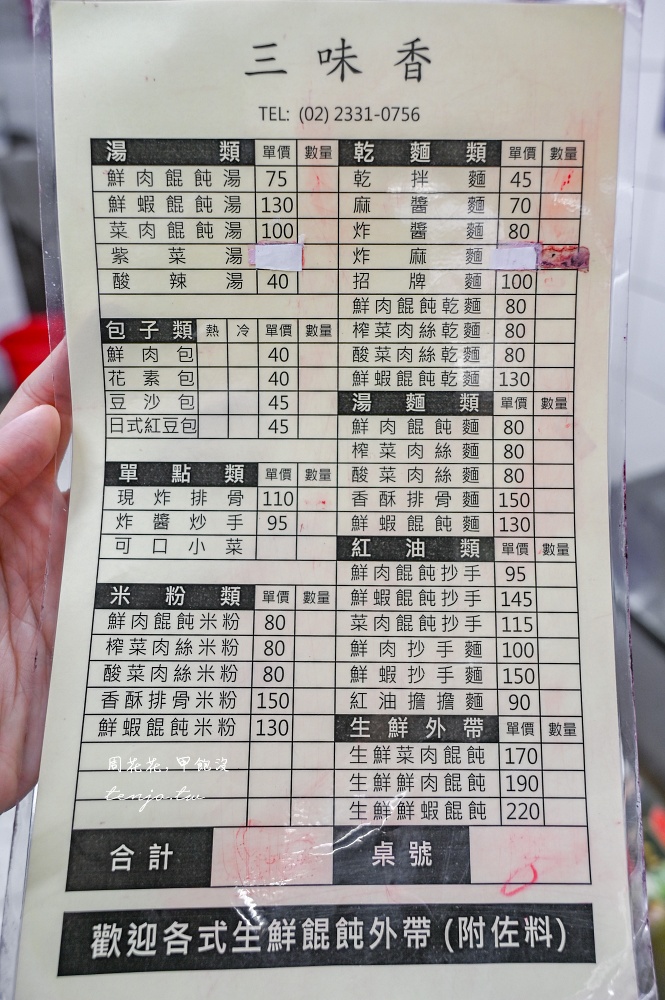 三味香
TEL: (02) 2331-0756
湯類 單價 數量
鮮肉餛飩湯 75
鮮蝦餛飩湯 130
菜肉餛飩湯 100
紫菜湯
酸辣湯 40
包子類 熱 冷 單價 數量
鮮肉包 40
花素包 40
豆沙包 45
日式紅豆包 45
單點類 單價 數量
現炸排骨 110
炸醬炒手 95
可口小菜
米粉類 單價 數量
鮮肉餛飩米粉 80
榨菜肉絲米粉 80
酸菜肉絲米粉 80
香酥排骨米粉 150
鮮蝦餛飩米粉 130
乾麵類 單價 數量
乾拌麵 45
麻醬麵 70
炸醬麵 80
炸麻麵
招牌麵 100
鮮肉餛飩乾麵 80
榨菜肉絲乾麵 80
酸菜肉絲乾麵 80
鮮蝦餛飩乾麵 130
湯麵類 單價 數量
鮮肉餛飩麵 80
榨菜肉絲麵 80
酸菜肉絲麵 80
香酥排骨麵 150
鮮蝦餛飩麵 130
紅油類 單價 數量
鮮肉餛飩抄手 95
鮮蝦餛飩抄手 145
菜肉餛飩抄手 115
鮮肉抄手麵 100
鮮蝦抄手麵 150
紅油擔擔麵 90
生鮮外帶 單價 數量
生鮮菜肉餛飩 170
生鮮鮮肉餛飩 190
生鮮鮮蝦餛飩 220
周花花，甲飽沒
tenjo.tw
合計 桌號
歡迎各式生鮮餛飩外帶(附佐料)